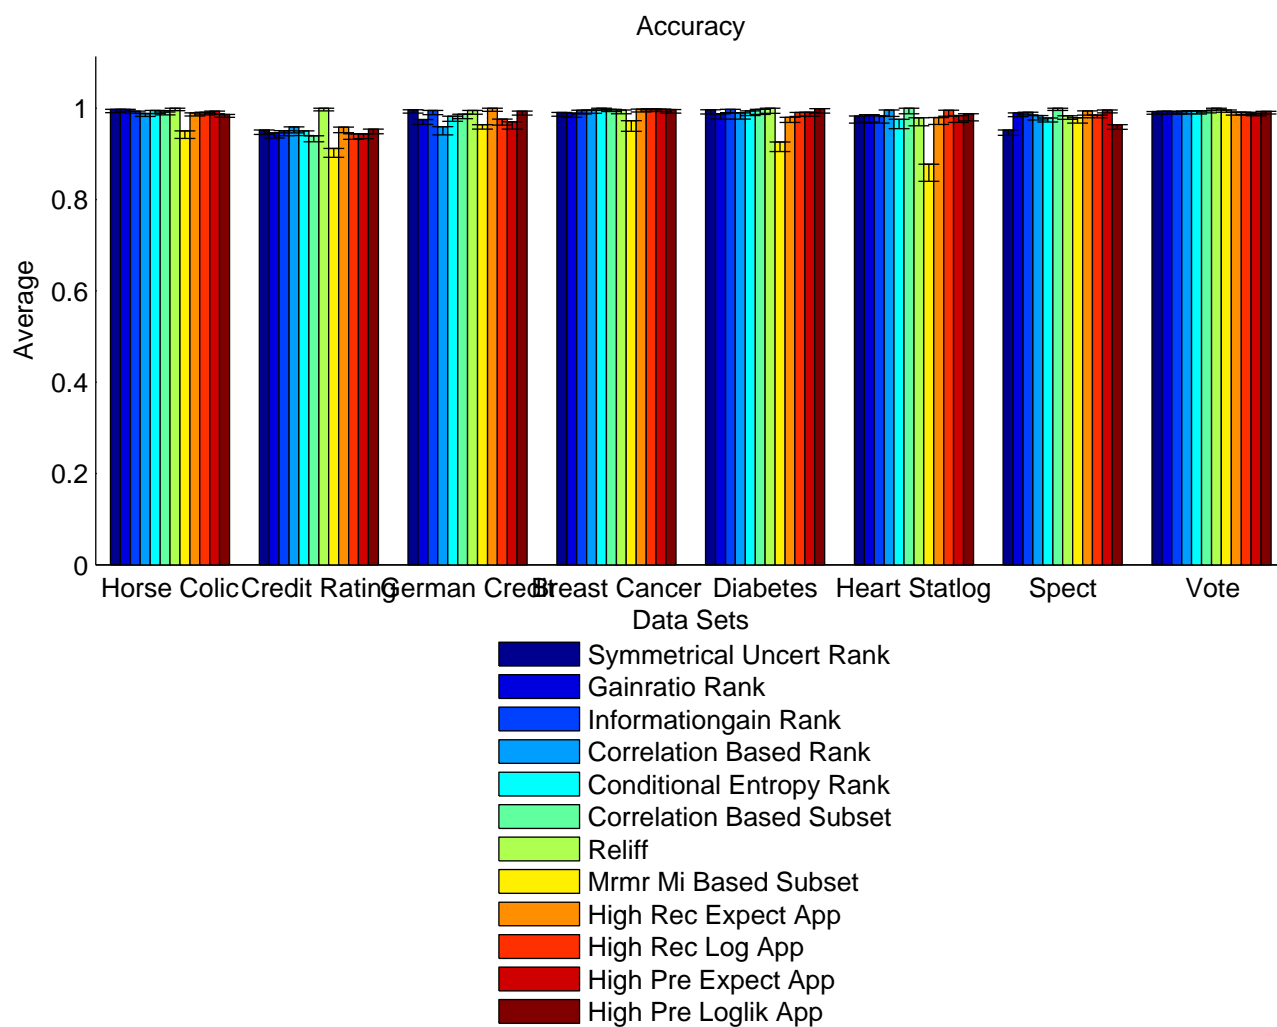 Accuracy
1
0.8
0.6
0.4
0.2
0
Average
Horse Colic Credit Rating German Credit Breast Cancer Diabetes Heart Statlog Spect Vote
Data Sets
Symmetrical Uncert Rank
Gainratio Rank
Informationgain Rank
Correlation Based Rank
Conditional Entropy Rank
Correlation Based Subset
Reliff
Mrmr Mi Based Subset
High Rec Expect App
High Rec Log App
High Pre Expect App
High Pre Loglik App